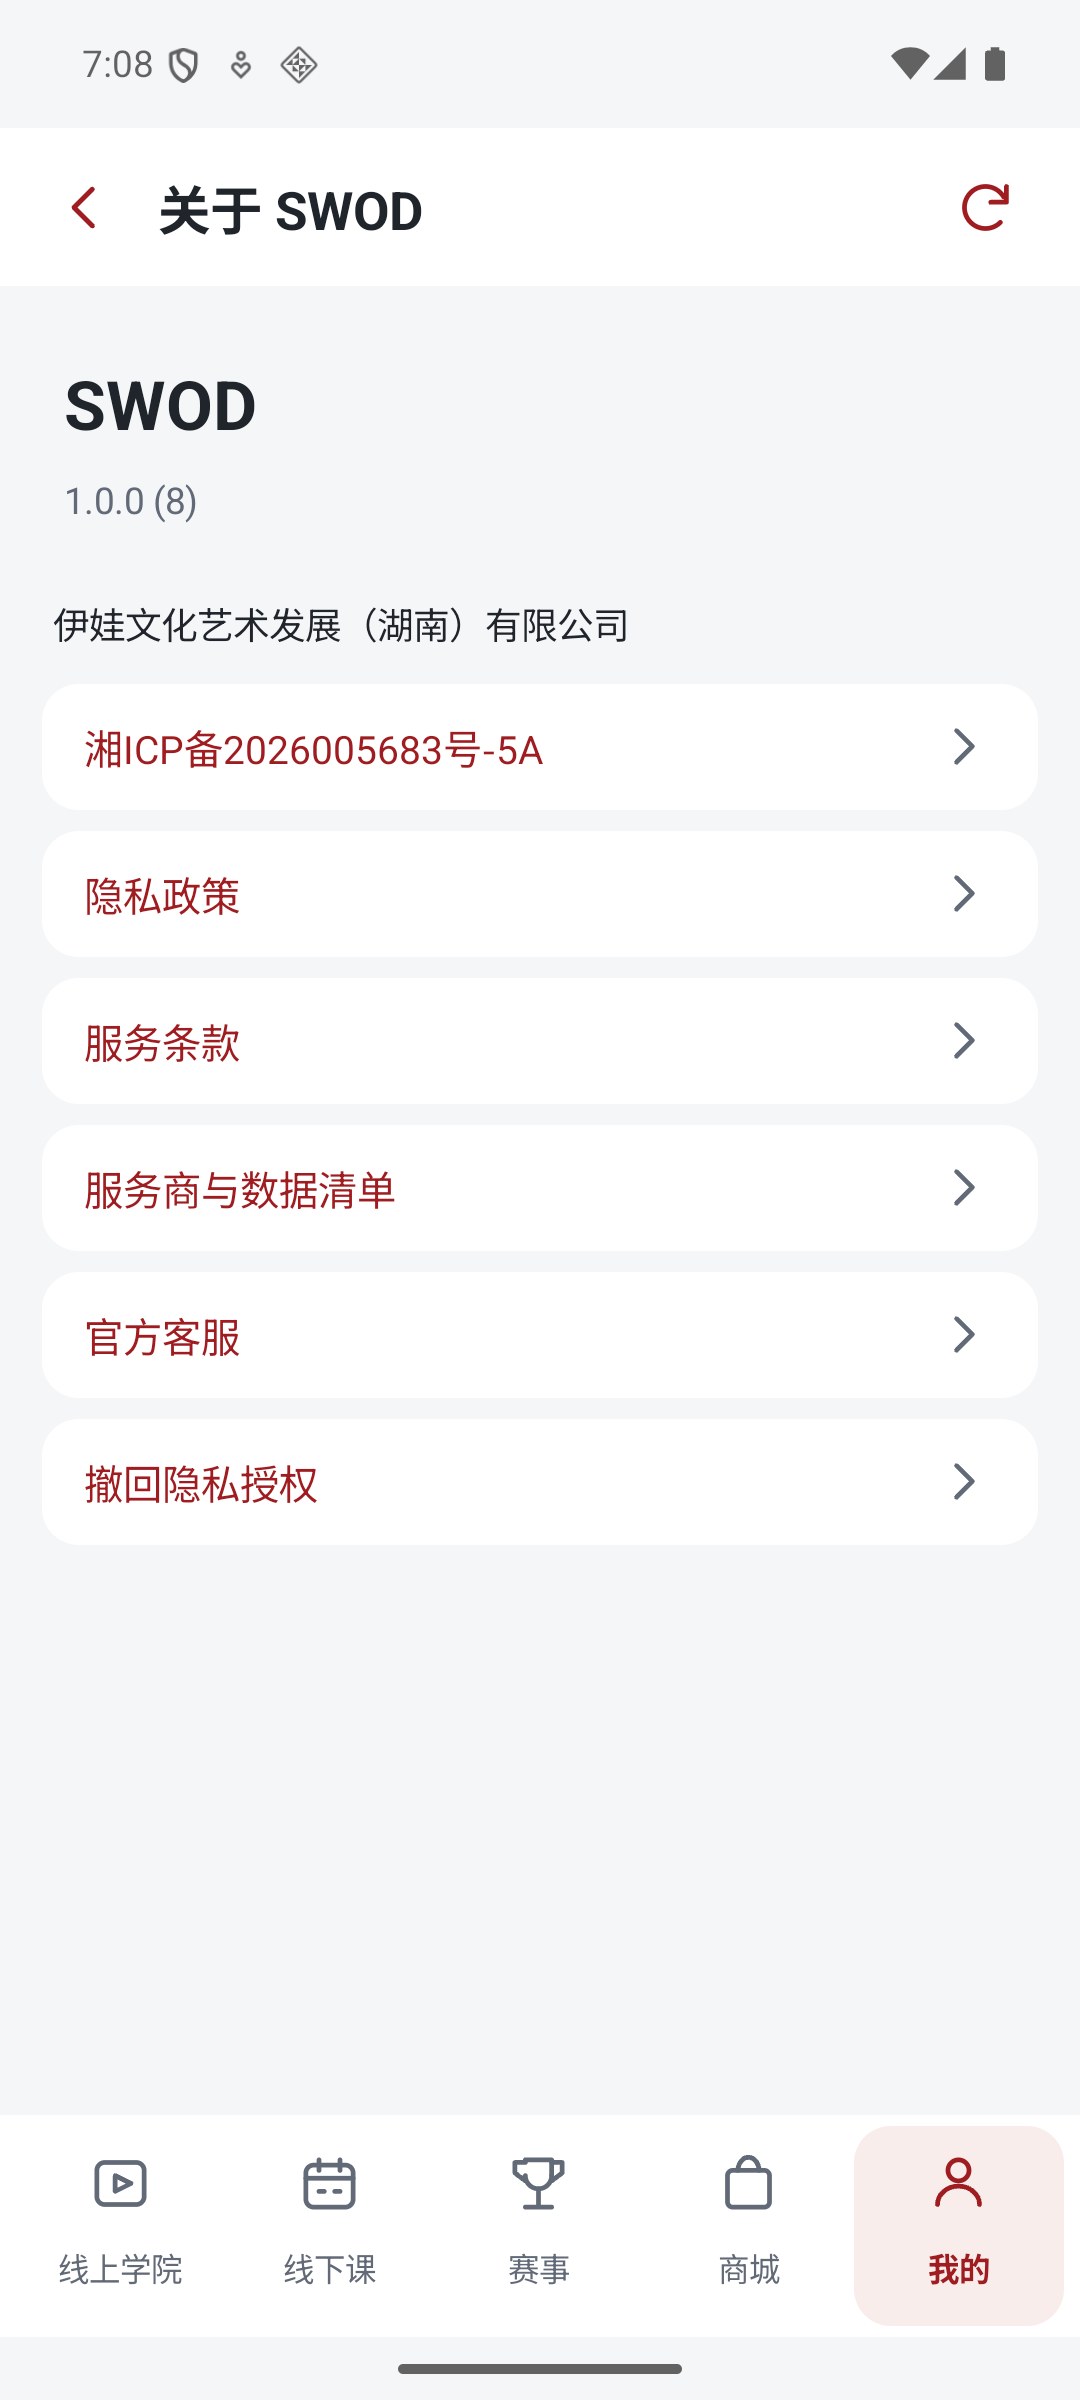 7:08
关于 SWOD
SWOD
1.0.0 (8)
伊娃文化艺术发展（湖南）有限公司
湘ICP备2026005683号-5A
隐私政策
服务条款
服务商与数据清单
官方客服
撤回隐私授权
线上学院
线下课
赛事
商城
我的